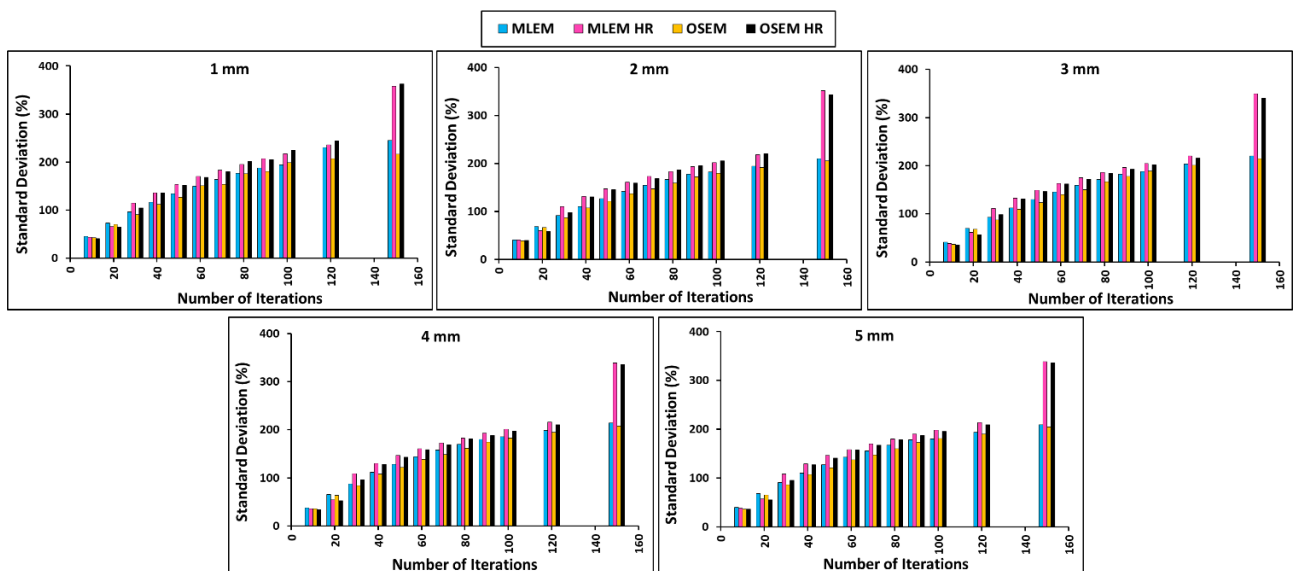 MLEM MLEM HR OSEM OSEM HR
1 mm
Standard Deviation (%)
400
300
200
100
0
0 20 40 60 80 100 120 140 160
Number of Iterations
2 mm
Standard Deviation (%)
400
300
200
100
0
0 20 40 60 80 100 120 140 160
Number of Iterations
3 mm
Standard Deviation (%)
400
300
200
100
0
0 20 40 60 80 100 120 140 160
Number of Iterations
4 mm
Standard Deviation (%)
400
300
200
100
0
0 20 40 60 80 100 120 140 160
Number of Iterations
5 mm
Standard Deviation (%)
400
300
200
100
0
0 20 40 60 80 100 120 140 160
Number of Iterations